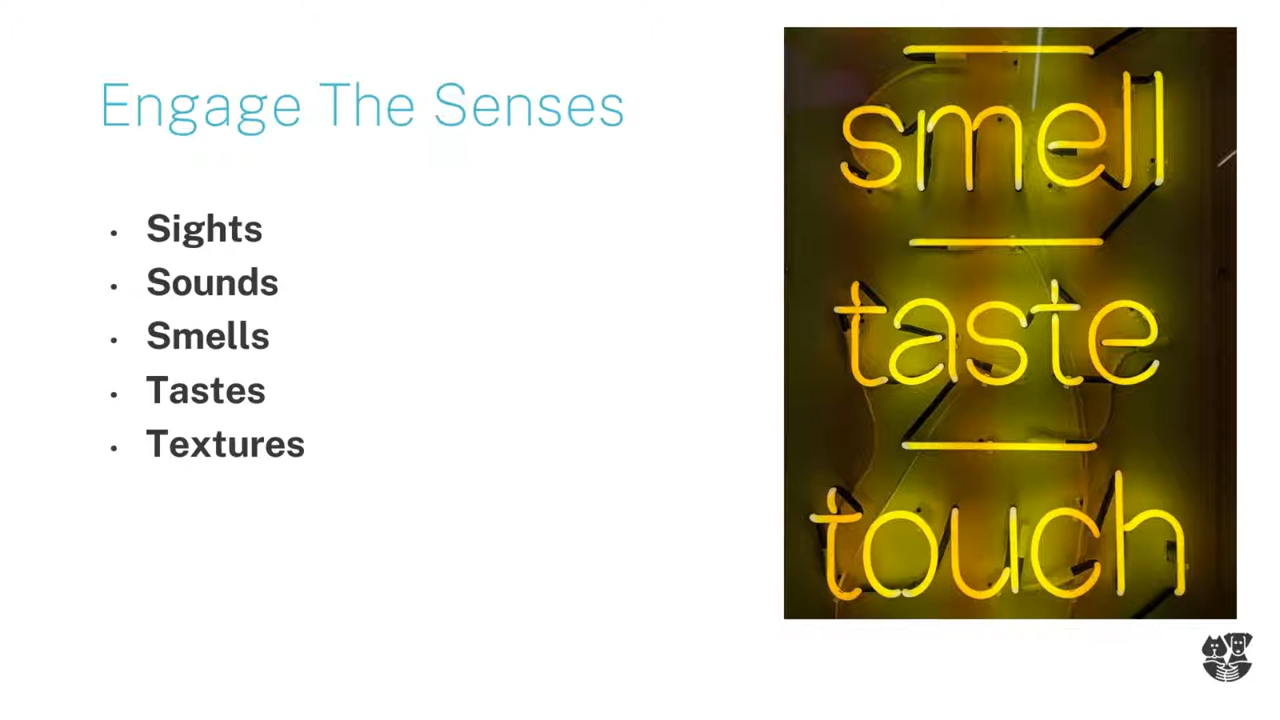 Engage The Senses
• Sights
• Sounds
• Smells
• Tastes
• Textures
smell
taste
touch